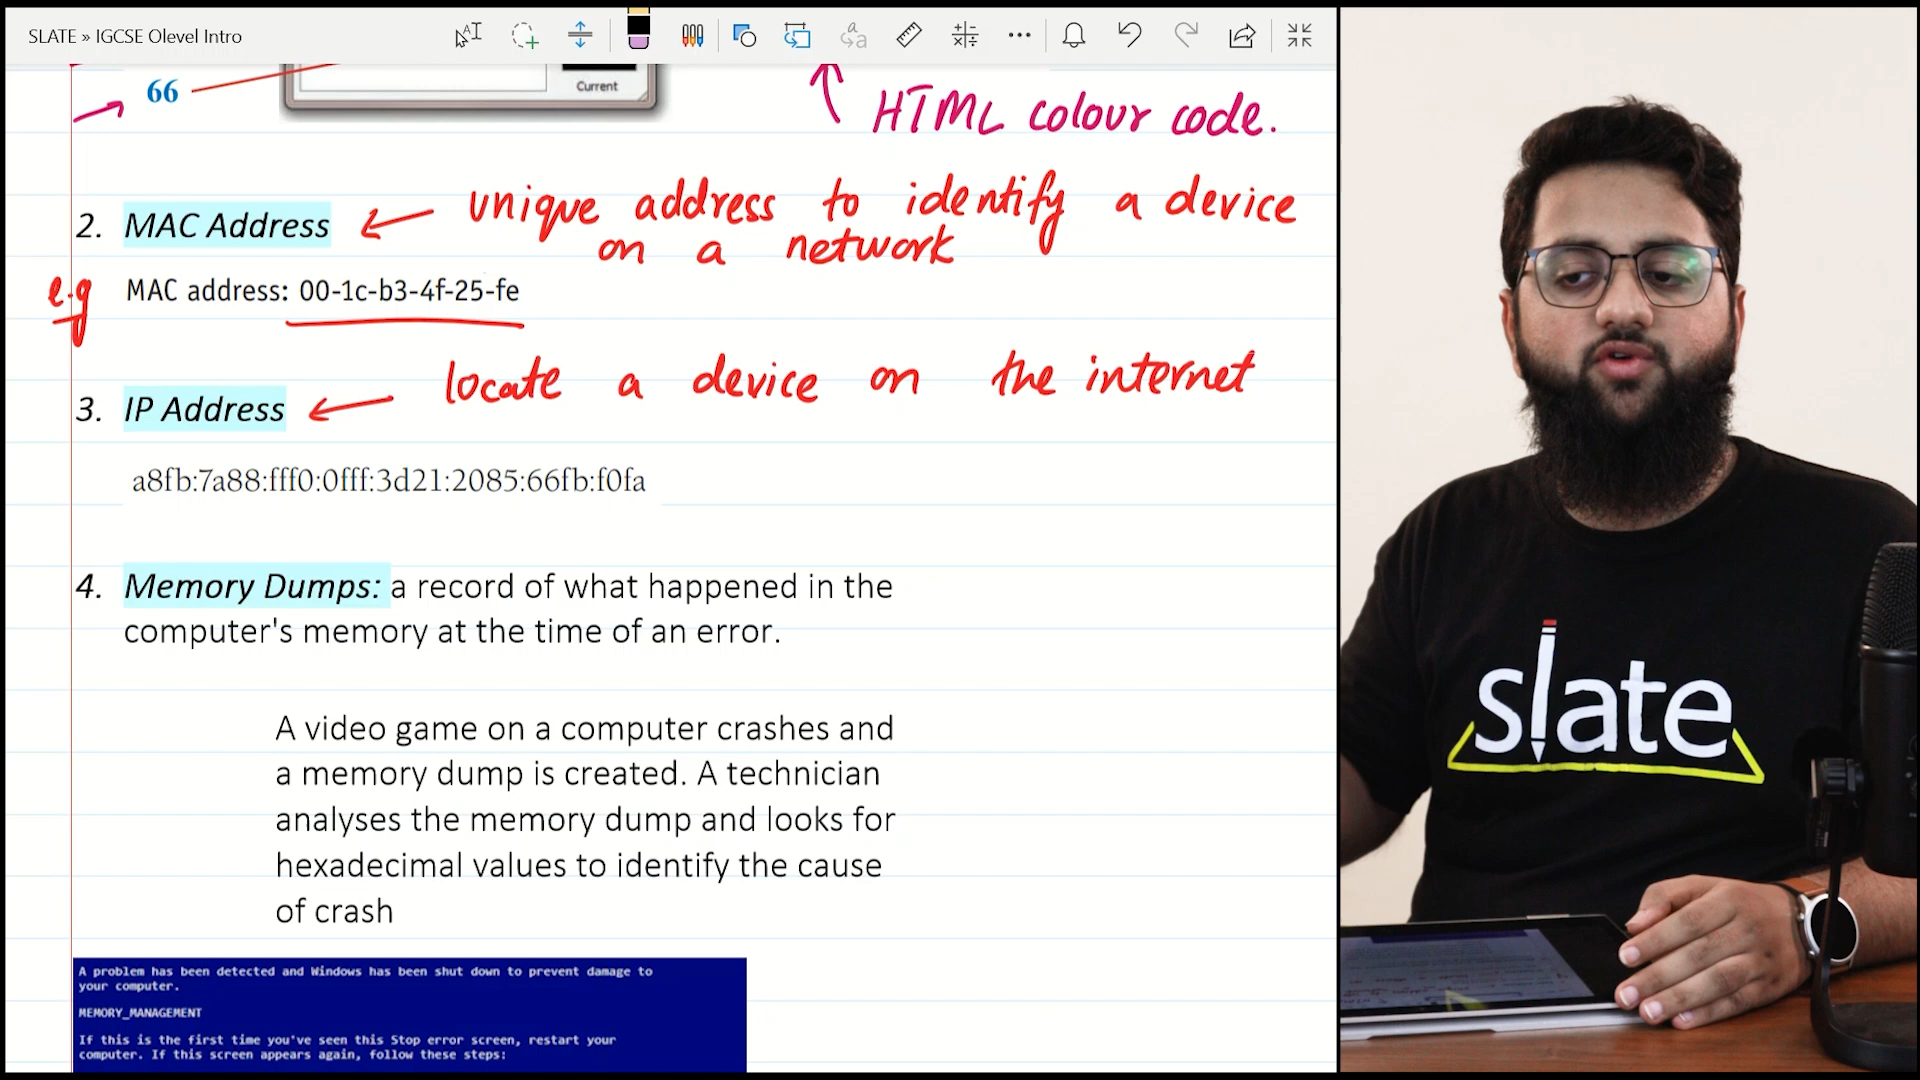 SLATE » IGCSE Olevel Intro
66
Current
HTML colour code.
2. MAC Address
unique address to identify a device
on a network
e.g MAC address: 00-1c-b3-4f-25-fe
locate a device on the internet
3. IP Address
a8fb:7a88:fff0:0fff:3d21:2085:66fb:f0fa
4. Memory Dumps: a record of what happened in the
computer's memory at the time of an error.
A video game on a computer crashes and
a memory dump is created. A technician
analyses the memory dump and looks for
hexadecimal values to identify the cause
of crash
A problem has been detected and Windows has been shut down to prevent damage to
your computer.
MEMORY_MANAGEMENT
If this is the first time you've seen this Stop error screen, restart your
computer. If this screen appears again, follow these steps:
slate